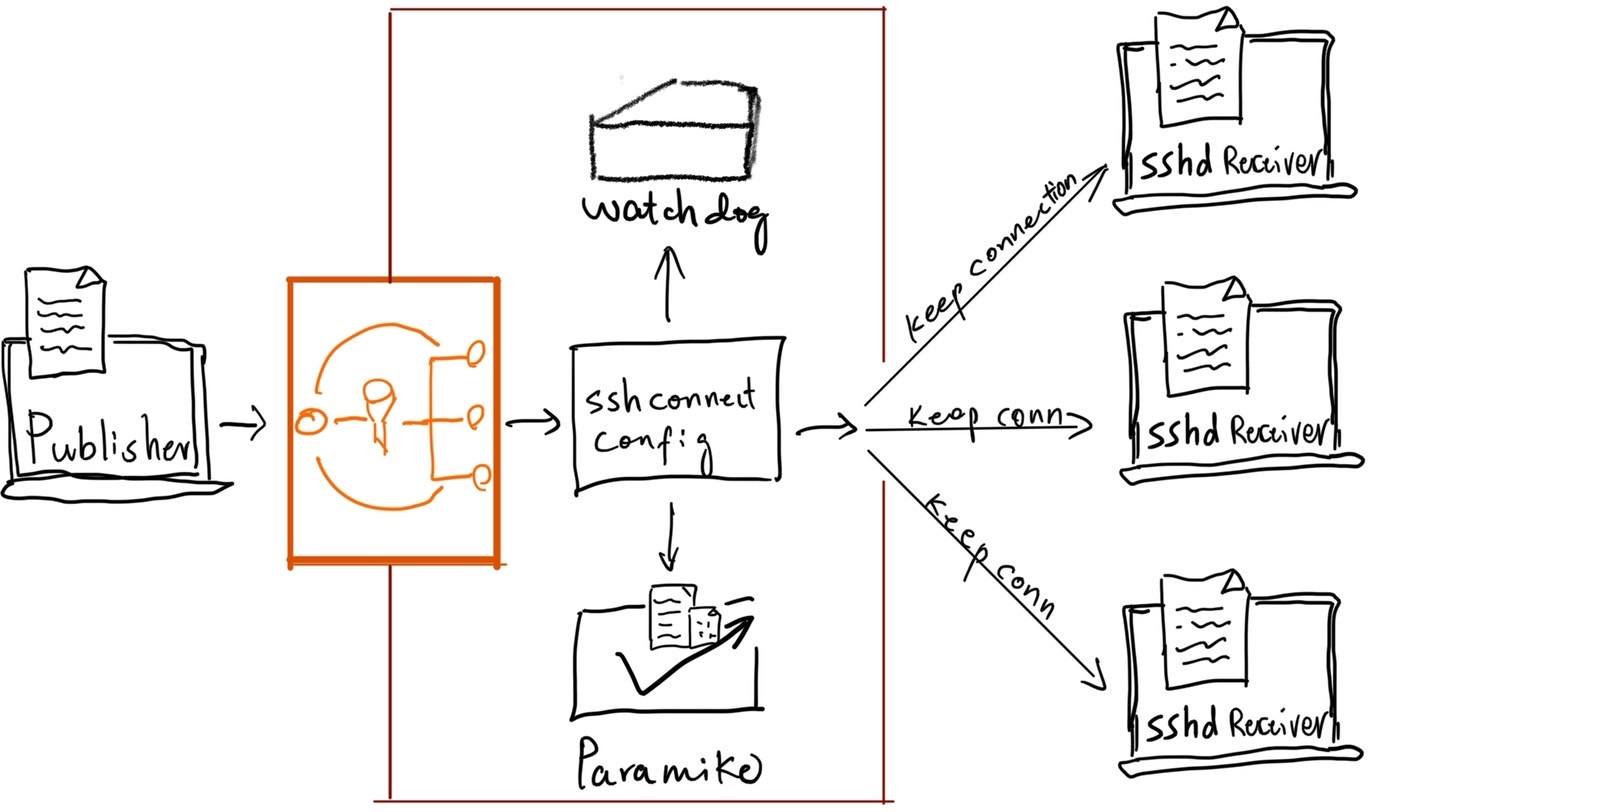 Publisher
watchdog
ssh connect
config
Paramiko
keep connection
keep conn
keep conn
sshd Receiver
sshd Receiver
sshd Receiver